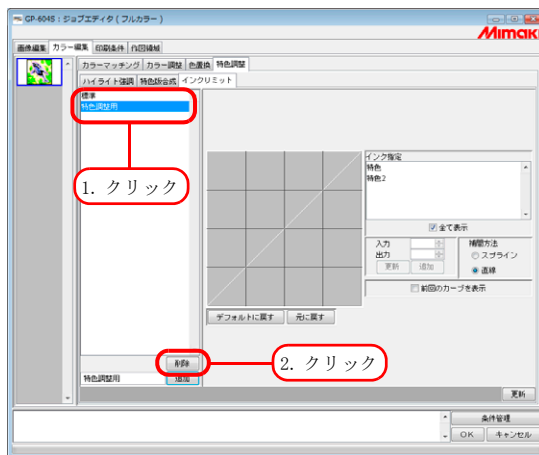 GP-6045 : ジョブエディタ ( フルカラー )
Mimaki
画像編集 カラー編集 印刷条件 作図領域
カラーマッチング カラー調整 色置換 特色調整
ハイライト強調 特色版合成 インクリミット
標準
特色調整用
1. クリック
インク指定
特色
特色2
全て表示
入力
出力
更新 追加
補間方法
スプライン
直線
前回のカーブを表示
デフォルトに戻す 元に戻す
削除
2. クリック
特色調整用 追加
更新
条件管理
OK キャンセル